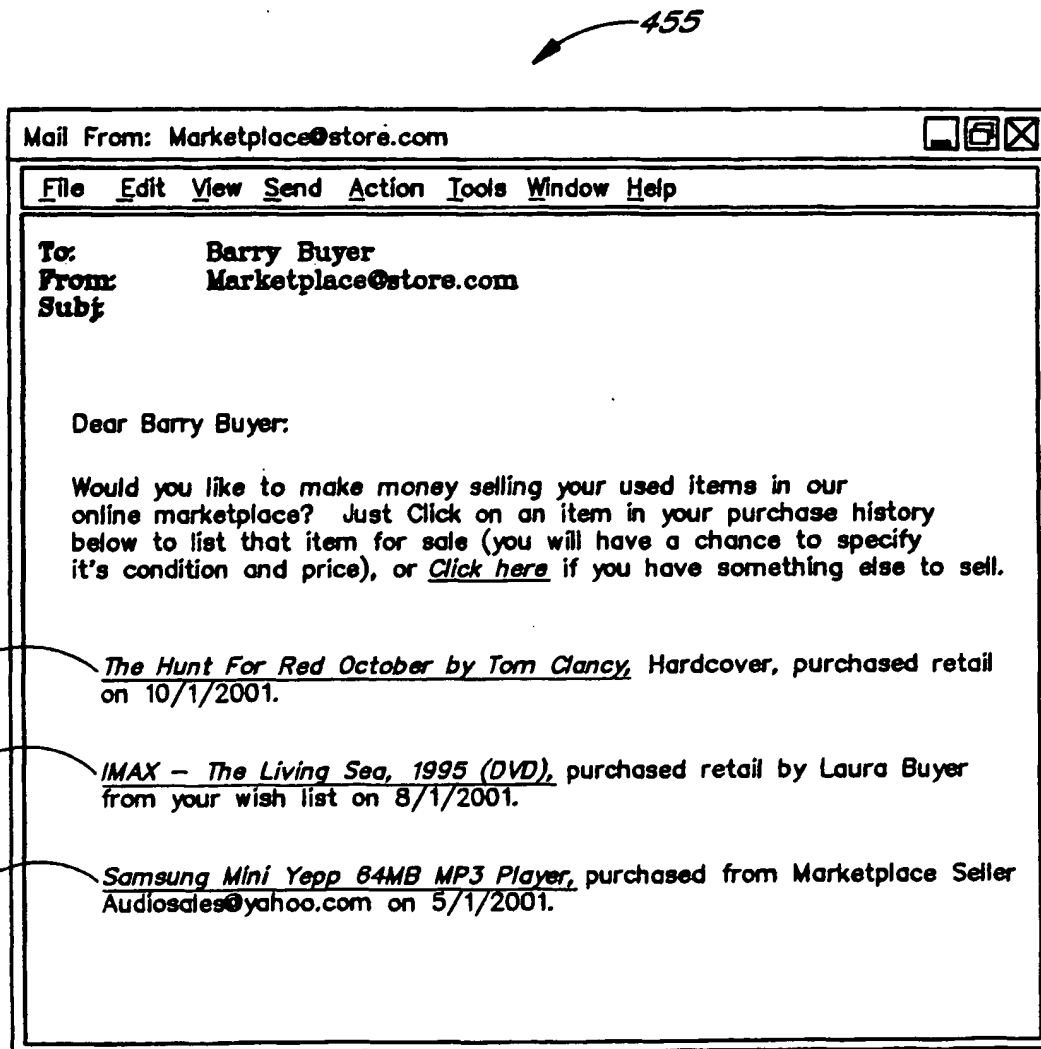 455
Mail From: Marketplace@store.com
File Edit View Send Action Tools Window Help
To: Barry Buyer
From: Marketplace@store.com
Subj:
Dear Barry Buyer:
Would you like to make money selling your used items in our
online marketplace? Just Click on an item in your purchase history
below to list that item for sale (you will have a chance to specify
it's condition and price), or Click here if you have something else to sell.
The Hunt For Red October by Tom Clancy, Hardcover, purchased retail
on 10/1/2001.
IMAX – The Living Sea, 1995 (DVD), purchased retail by Laura Buyer
from your wish list on 8/1/2001.
Samsung Mini Yepp 64MB MP3 Player, purchased from Marketplace Seller
Audiosales@yahoo.com on 5/1/2001.